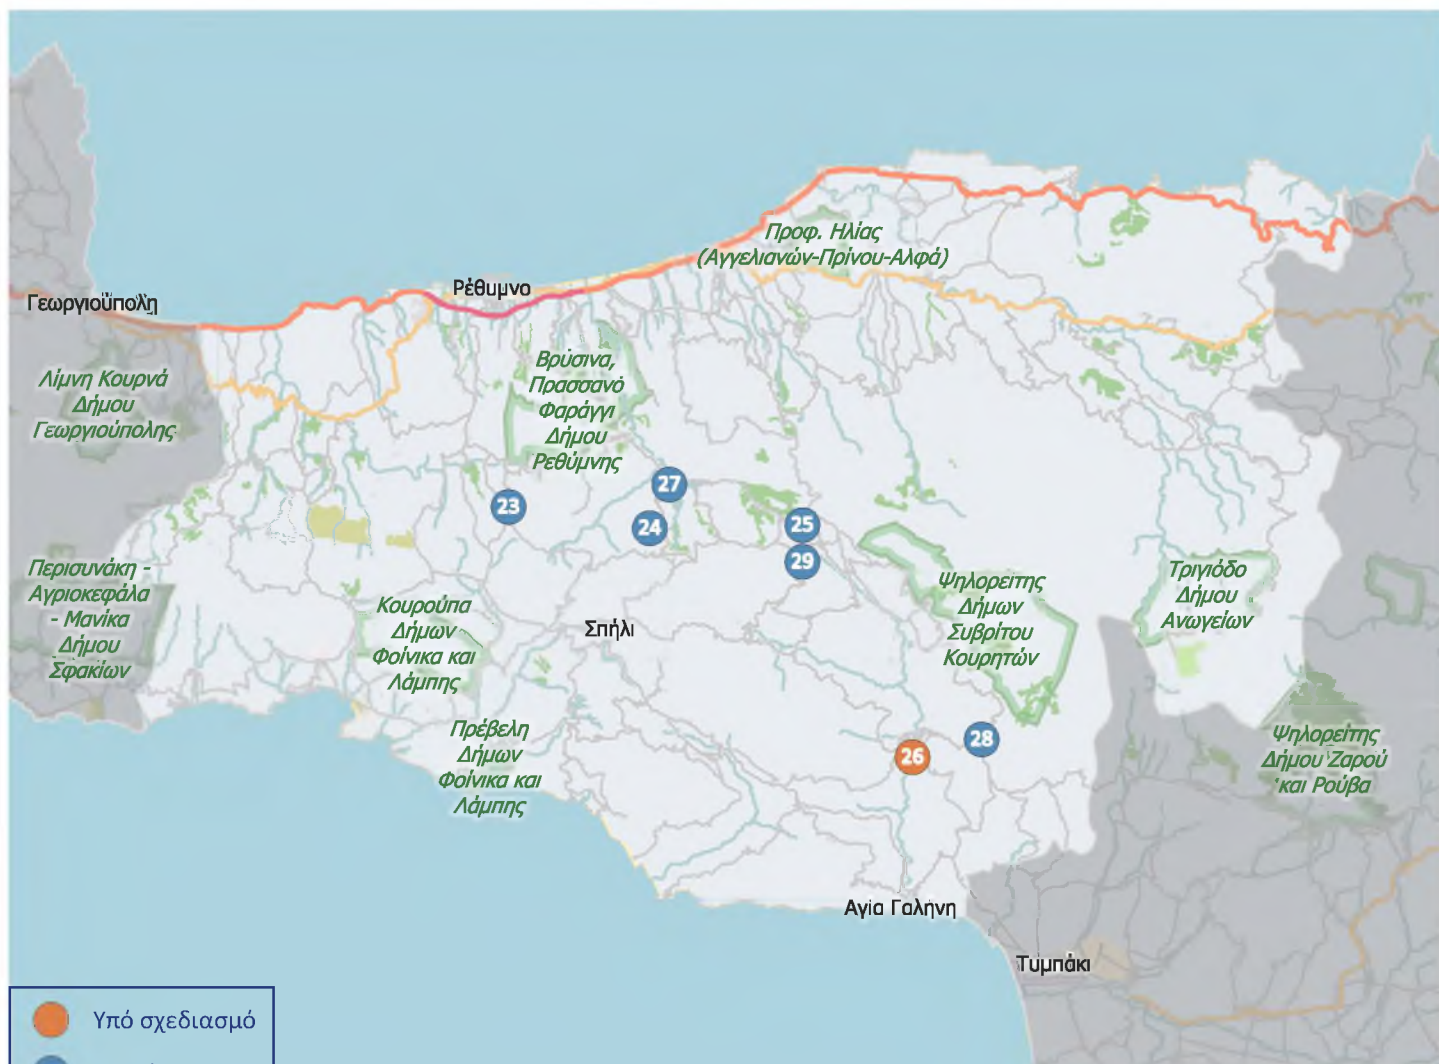 Προφ. Ηλίας
(Αγγελιανών-Πρίνου-Αλφά)
Ρέθυμνο
Γεωργιούπολη
Βρύσινα,
Πρασσανό
Φαράγγι
Δήμου
Ρεθύμνης
Λίμνη Κουρνά
Δήμου
Γεωργιούπολης
27
23
24
25
29
Περισυνάκη -
Αγριοκεφάλα
- Μανίκα
Δήμου
Σφακίων
Κουρούπα
Δήμων
Φοίνικα και
Λάμπης
Σπήλι
Ψηλορείτης
Δήμων
Συβρίτου
Κουρητών
Τριγιόδο
Δήμου
Ανωγείων
Πρέβελη
Δήμων
Φοίνικα και
Λάμπης
26
28
Ψηλορείτης
Δήμου Ζαρού
και Ρούβα
Αγία Γαλήνη
Τυμπάκι
Υπό σχεδιασμό